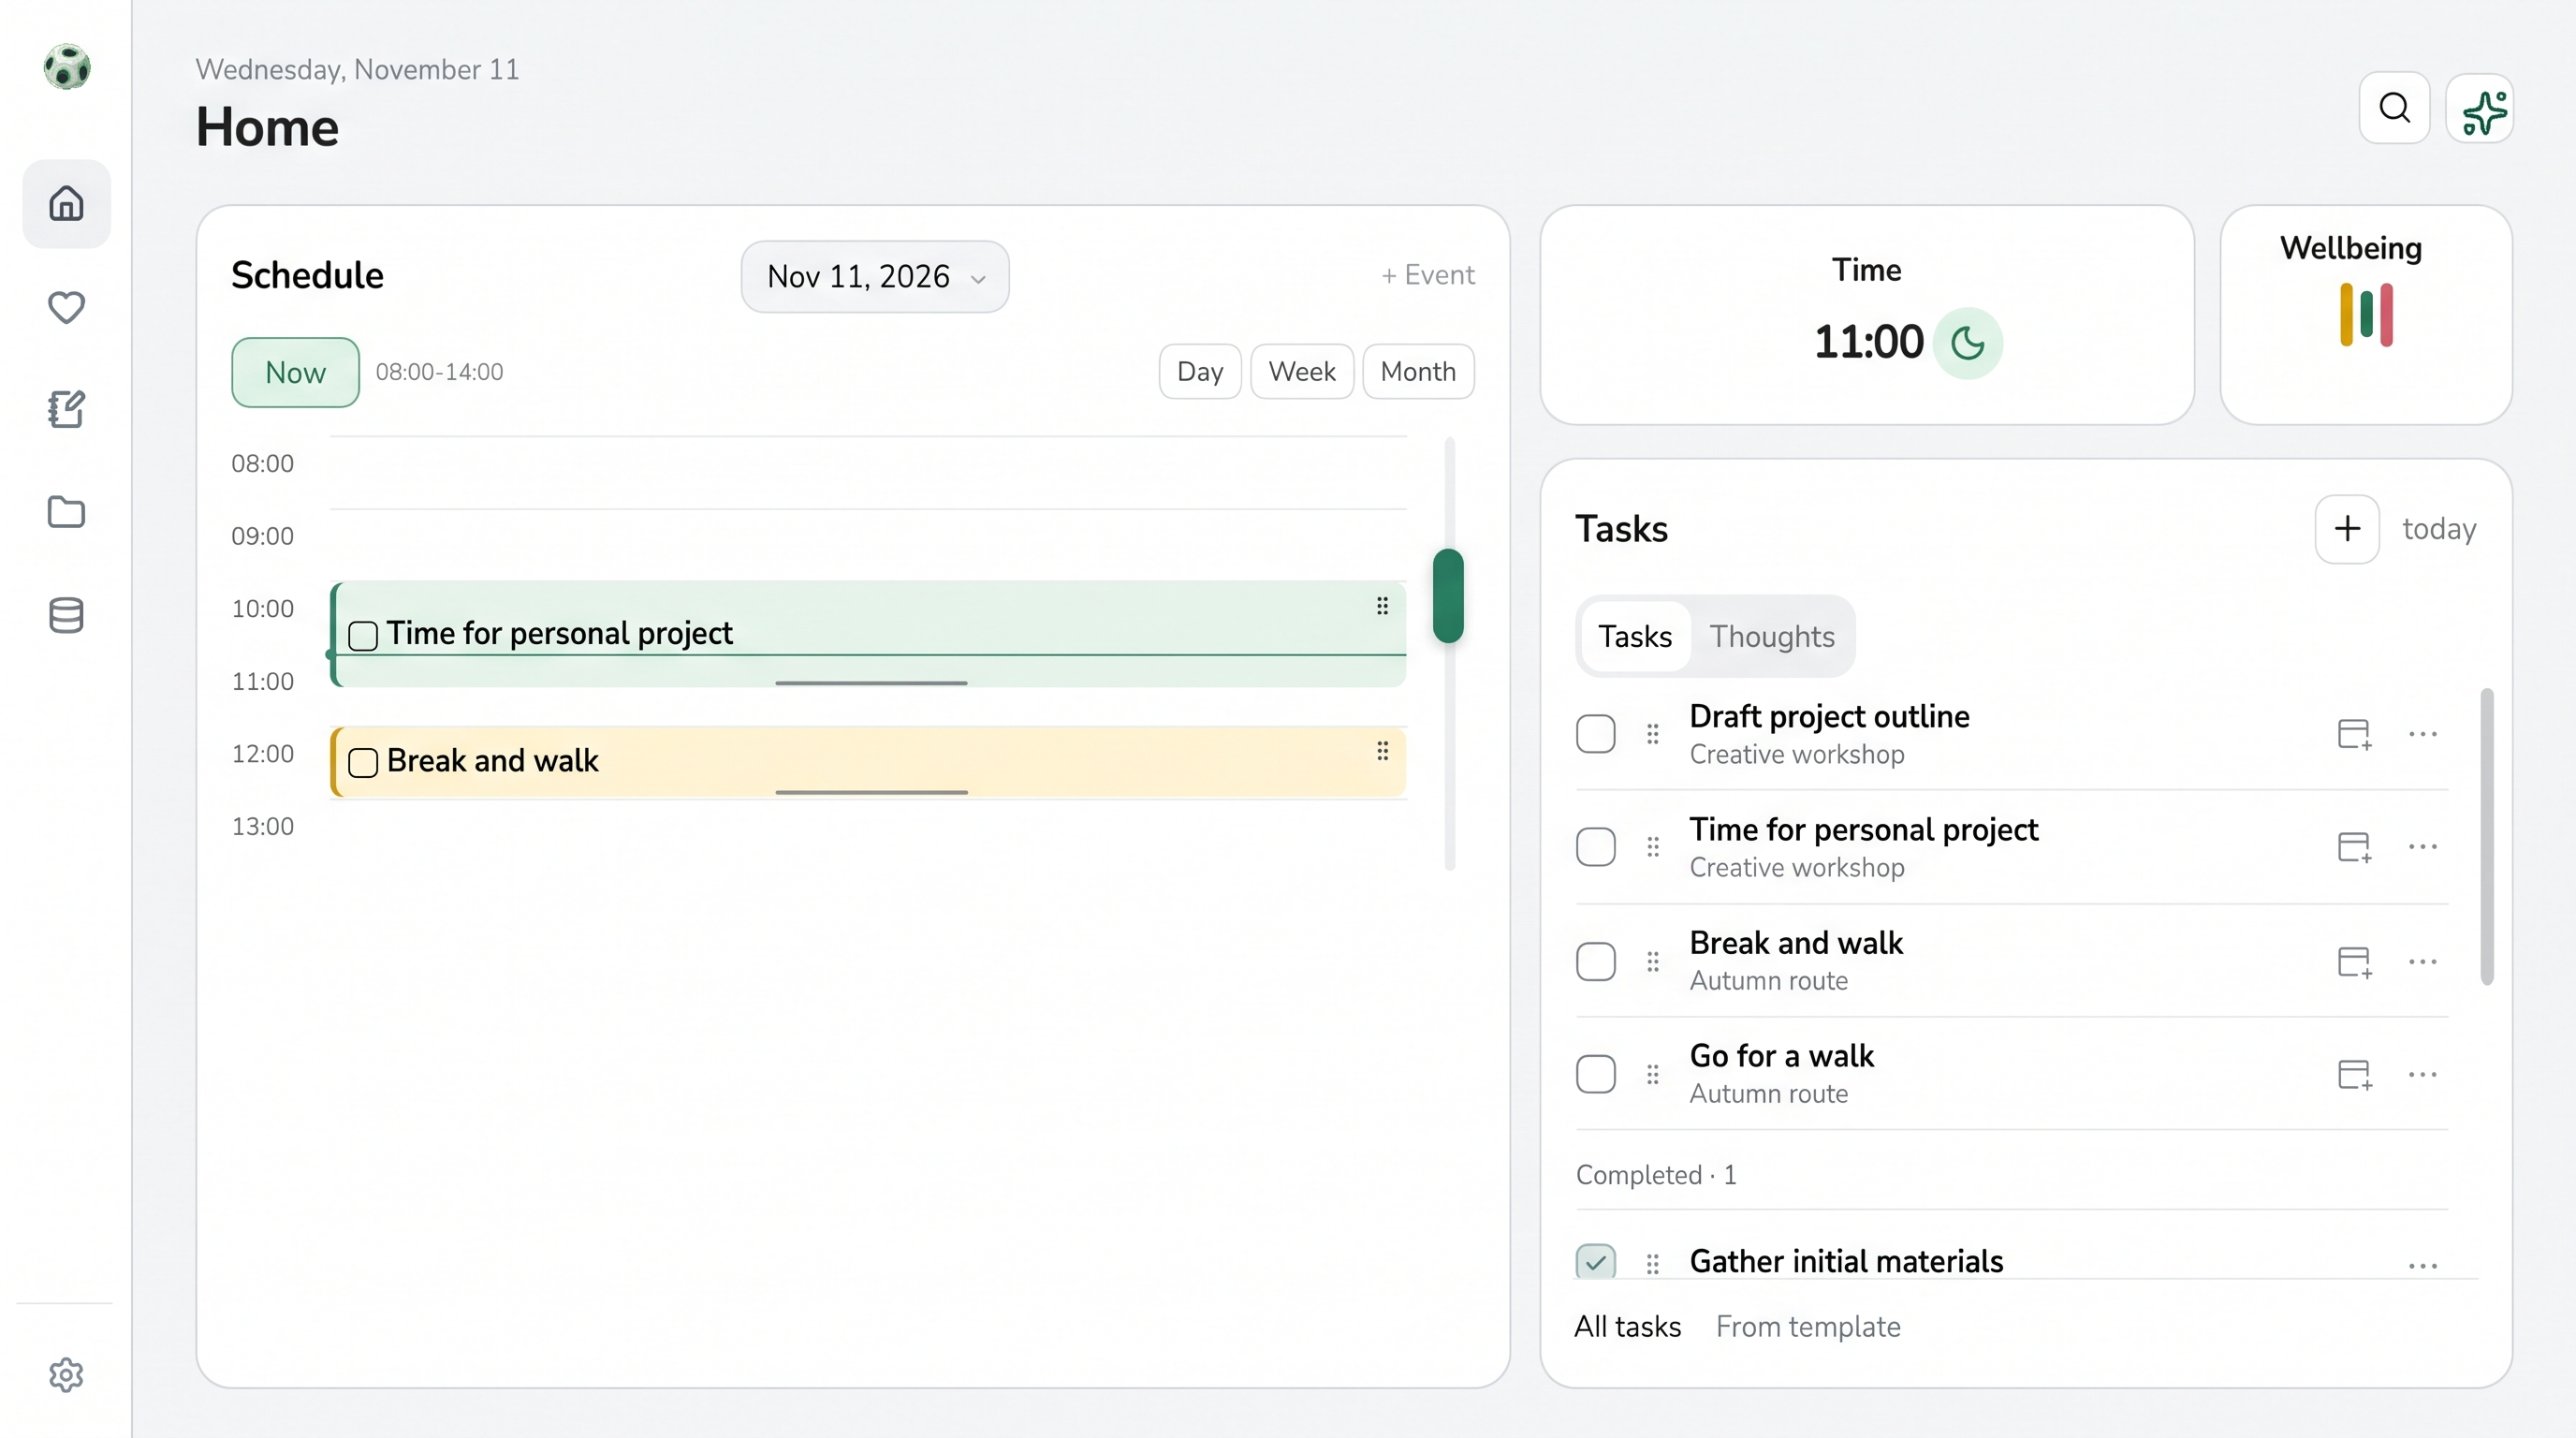 Wednesday, November 11
Home
Schedule
Nov 11, 2026
+ Event
Now
08:00-14:00
Day
Week
Month
08:00
09:00
10:00
Time for personal project
11:00
12:00
Break and walk
13:00
Time
11:00
Wellbeing
Tasks
today
Tasks
Thoughts
Draft project outline
Creative workshop
Time for personal project
Creative workshop
Break and walk
Autumn route
Go for a walk
Autumn route
Completed · 1
Gather initial materials
All tasks
From template